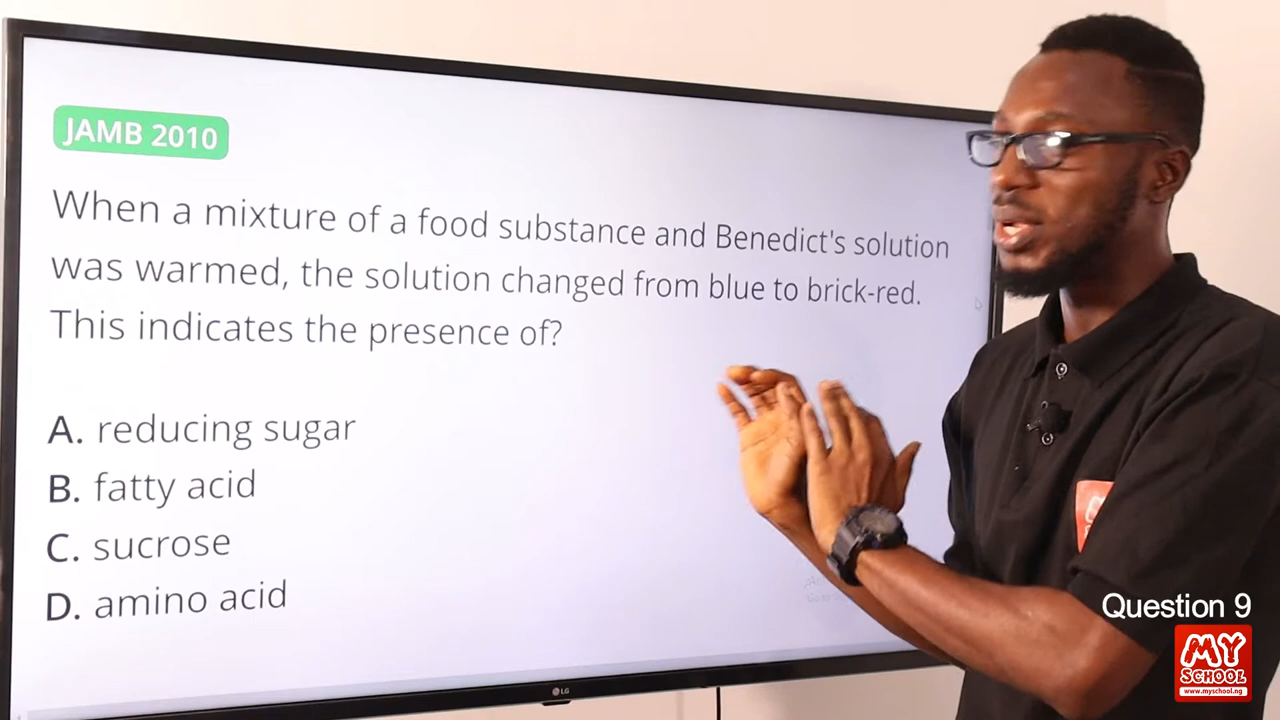 JAMB 2010
When a mixture of a food substance and Benedict's solution
was warmed, the solution changed from blue to brick-red.
This indicates the presence of?
A. reducing sugar
B. fatty acid
C. sucrose
D. amino acid
LG
Question 9
MY
SCHOOL
www.myschool.ng